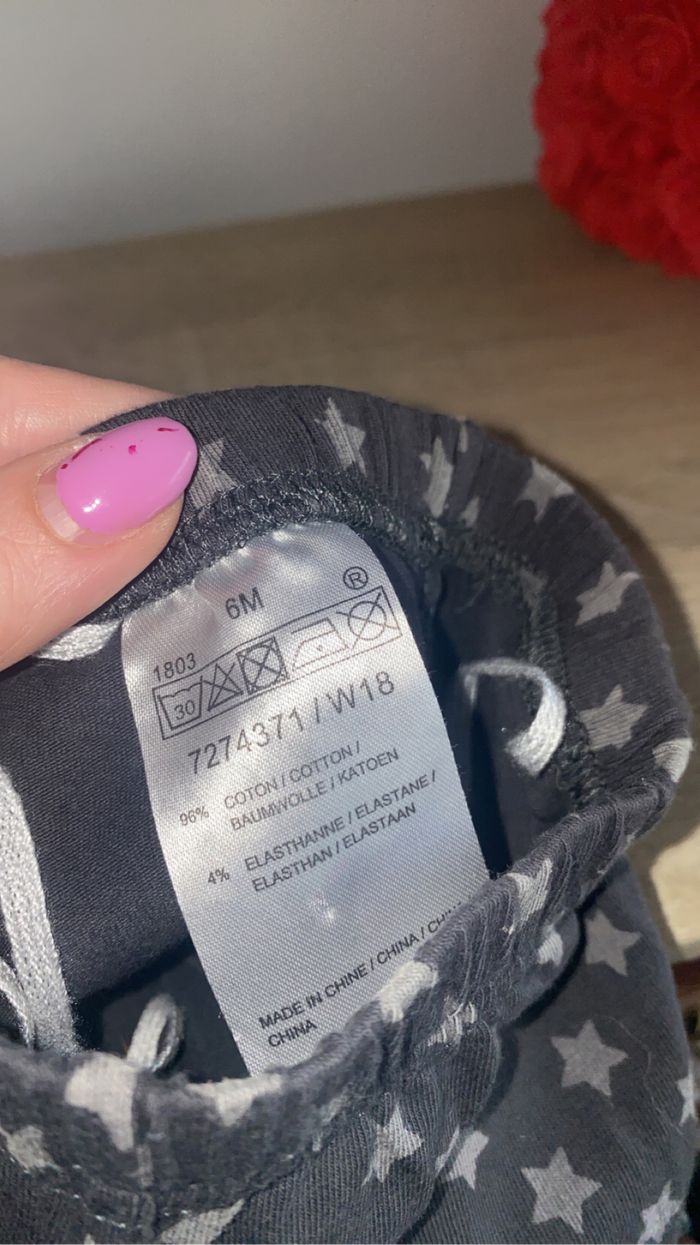 6M
®
1803
30
7274371 / W18
96% COTON / COTTON /
BAUMWOLLE / KATOEN
4% ELASTHANNE / ELASTANE /
ELASTHAN / ELASTAAN
MADE IN CHINE / CHINA /
CHINA